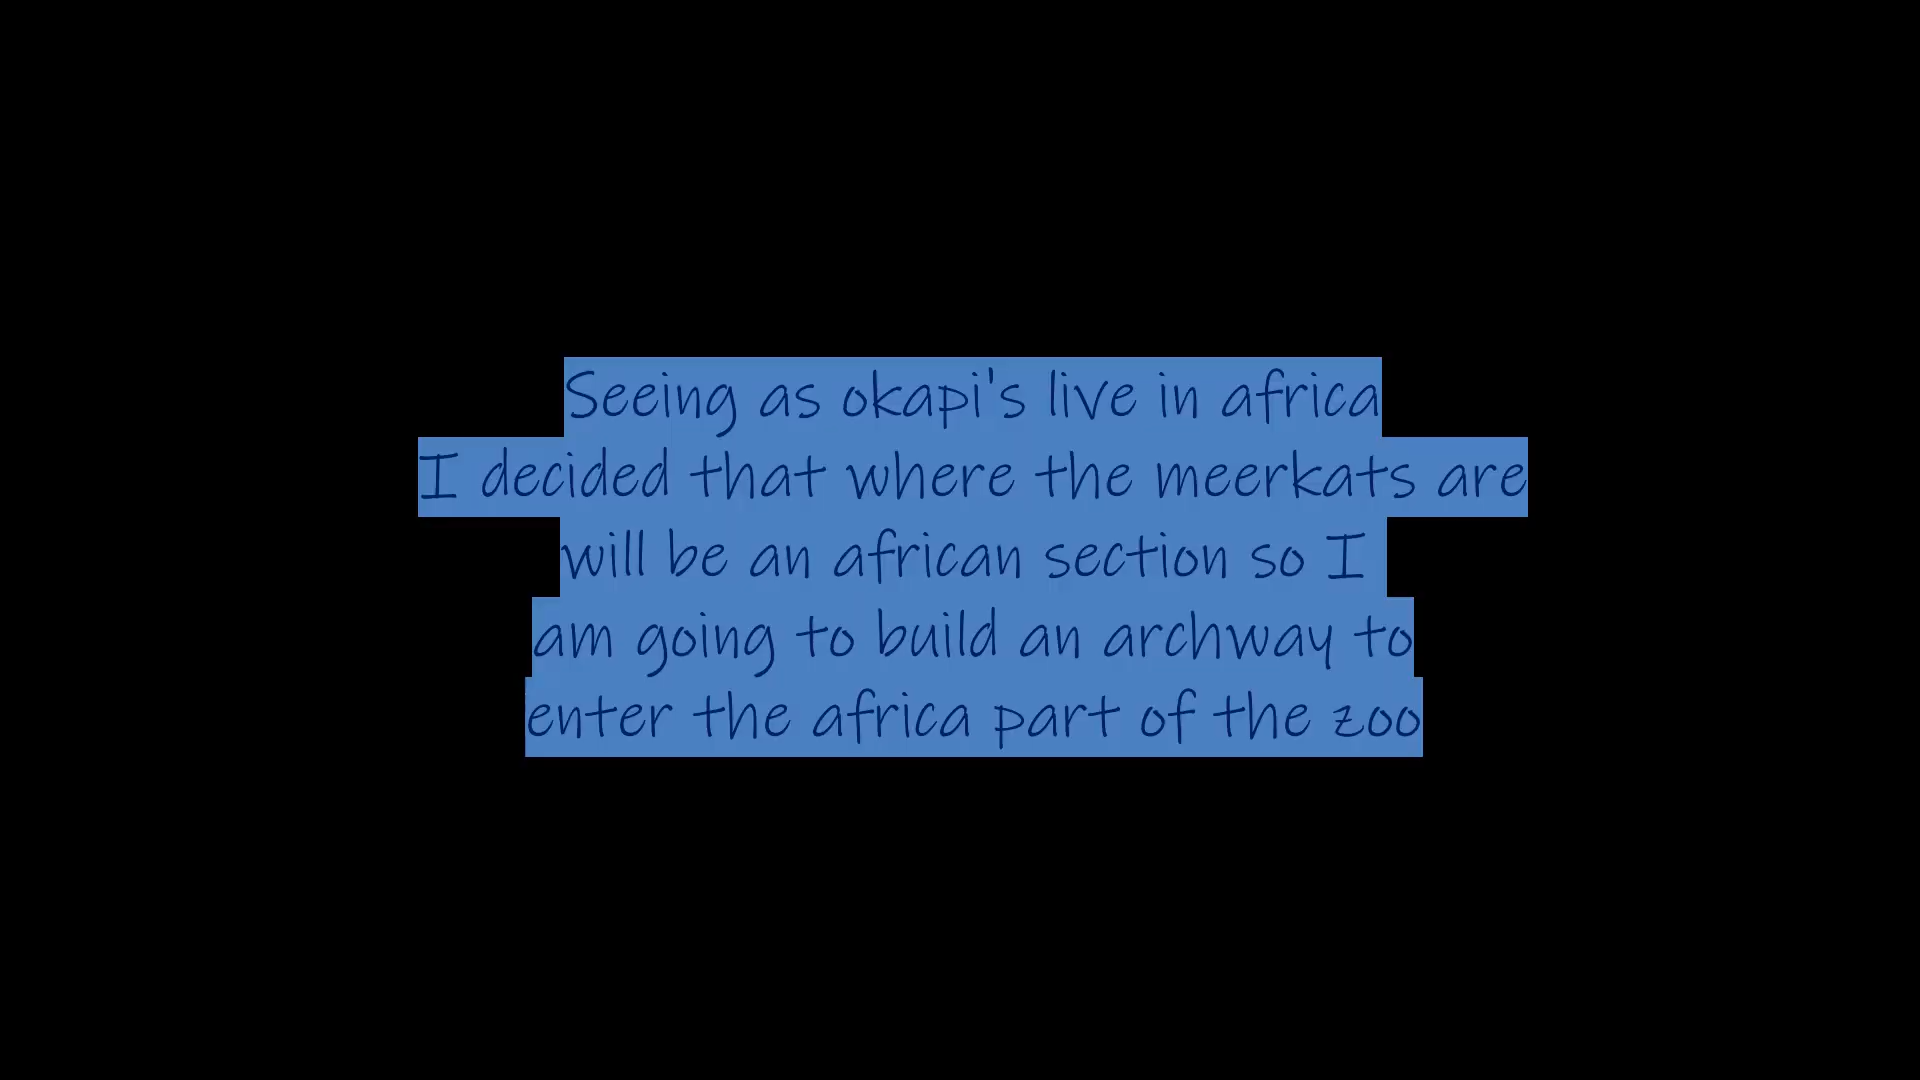 Seeing as okapi's live in africa
I decided that where the meerkats are
will be an african section so I
am going to build an archway to
enter the africa part of the zoo